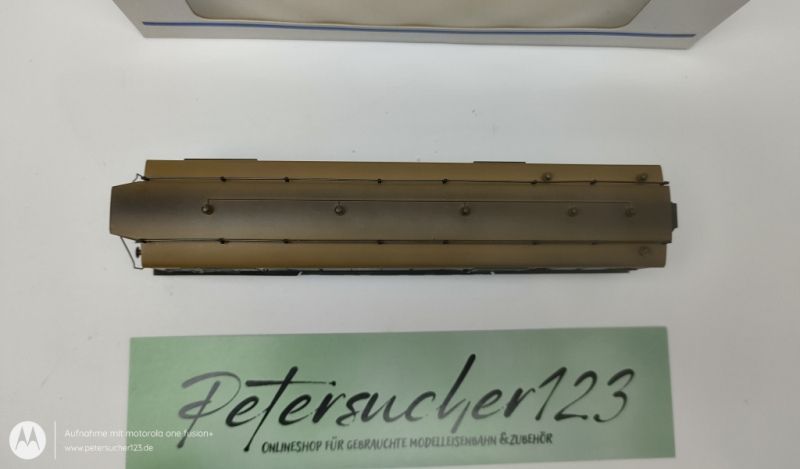 Petersucher123
ONLINESHOP FÜR GEBRAUCHTE MODELLEISENBAHN & ZUBEHÖR
Aufnahme mit motorola one fusion+
www.petersucher123.de